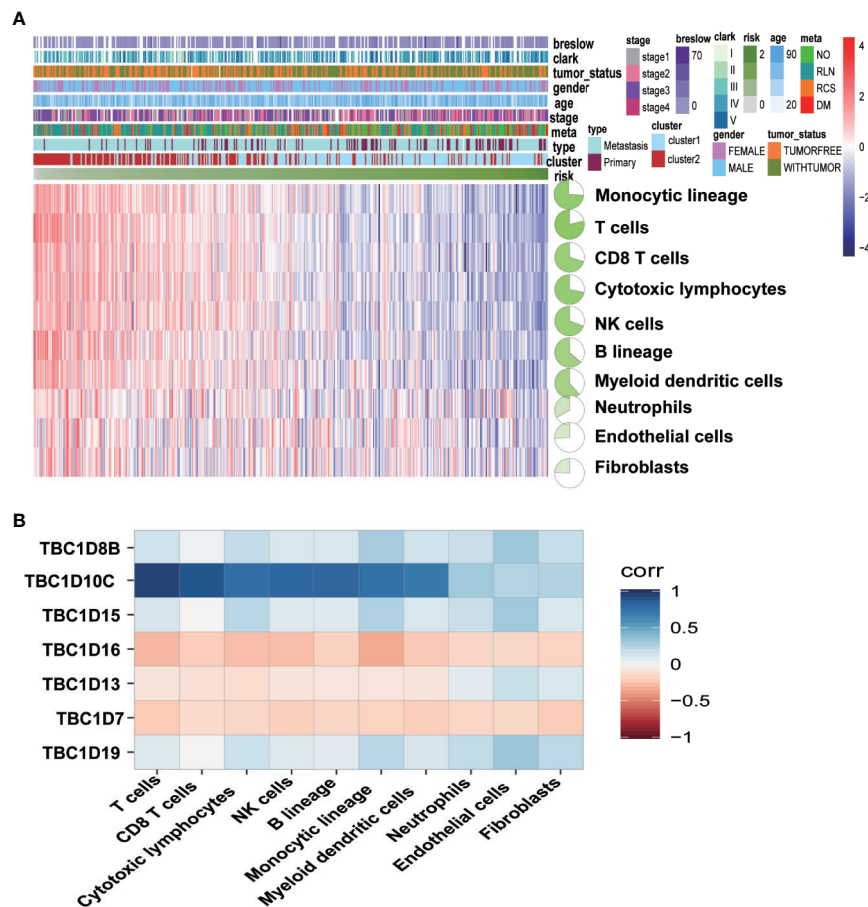 A
breslow
clark
tumor_status
gender
age
stage
meta
type
cluster
risk
stage
stage1
stage2
stage3
stage4
breslow
70
0
clark
I
II
III
IV
V
risk
2
0
age
90
20
meta
NO
RLN
RCS
DM
type
Metastasis
Primary
cluster
cluster1
cluster2
gender
FEMALE
MALE
tumor_status
TUMORFREE
WITHTUMOR
4
2
0
−2
−4
Monocytic lineage
T cells
CD8 T cells
Cytotoxic lymphocytes
NK cells
B lineage
Myeloid dendritic cells
Neutrophils
Endothelial cells
Fibroblasts
B
TBC1D8B
TBC1D10C
TBC1D15
TBC1D16
TBC1D13
TBC1D7
TBC1D19
T cells
CD8 T cells
Cytotoxic lymphocytes
NK cells
B lineage
Monocytic lineage
Myeloid dendritic cells
Neutrophils
Endothelial cells
Fibroblasts
corr
1
0.5
0
−0.5
−1